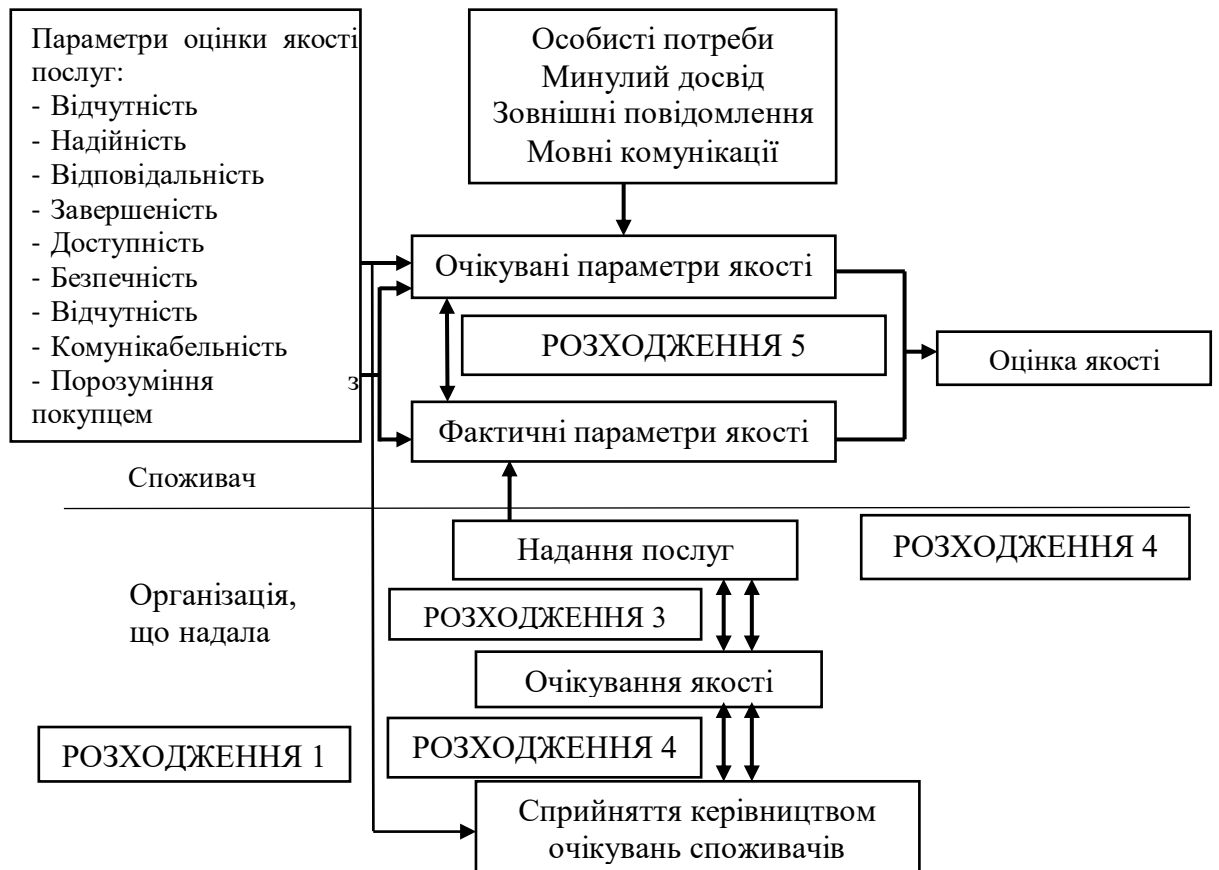 Параметри оцінки якості
послуг:
- Відчутність
- Надійність
- Відповідальність
- Завершеність
- Доступність
- Безпечність
- Відчутність
- Комунікабельність
- Порозуміння з
покупцем
Особисті потреби
Минулий досвід
Зовнішні повідомлення
Мовні комунікації
Очікувані параметри якості
РОЗХОДЖЕННЯ 5
Оцінка якості
Фактичні параметри якості
Споживач
Надання послуг
РОЗХОДЖЕННЯ 4
Організація,
що надала
РОЗХОДЖЕННЯ 3
Очікування якості
РОЗХОДЖЕННЯ 1
РОЗХОДЖЕННЯ 4
Сприйняття керівництвом
очікувань споживачів